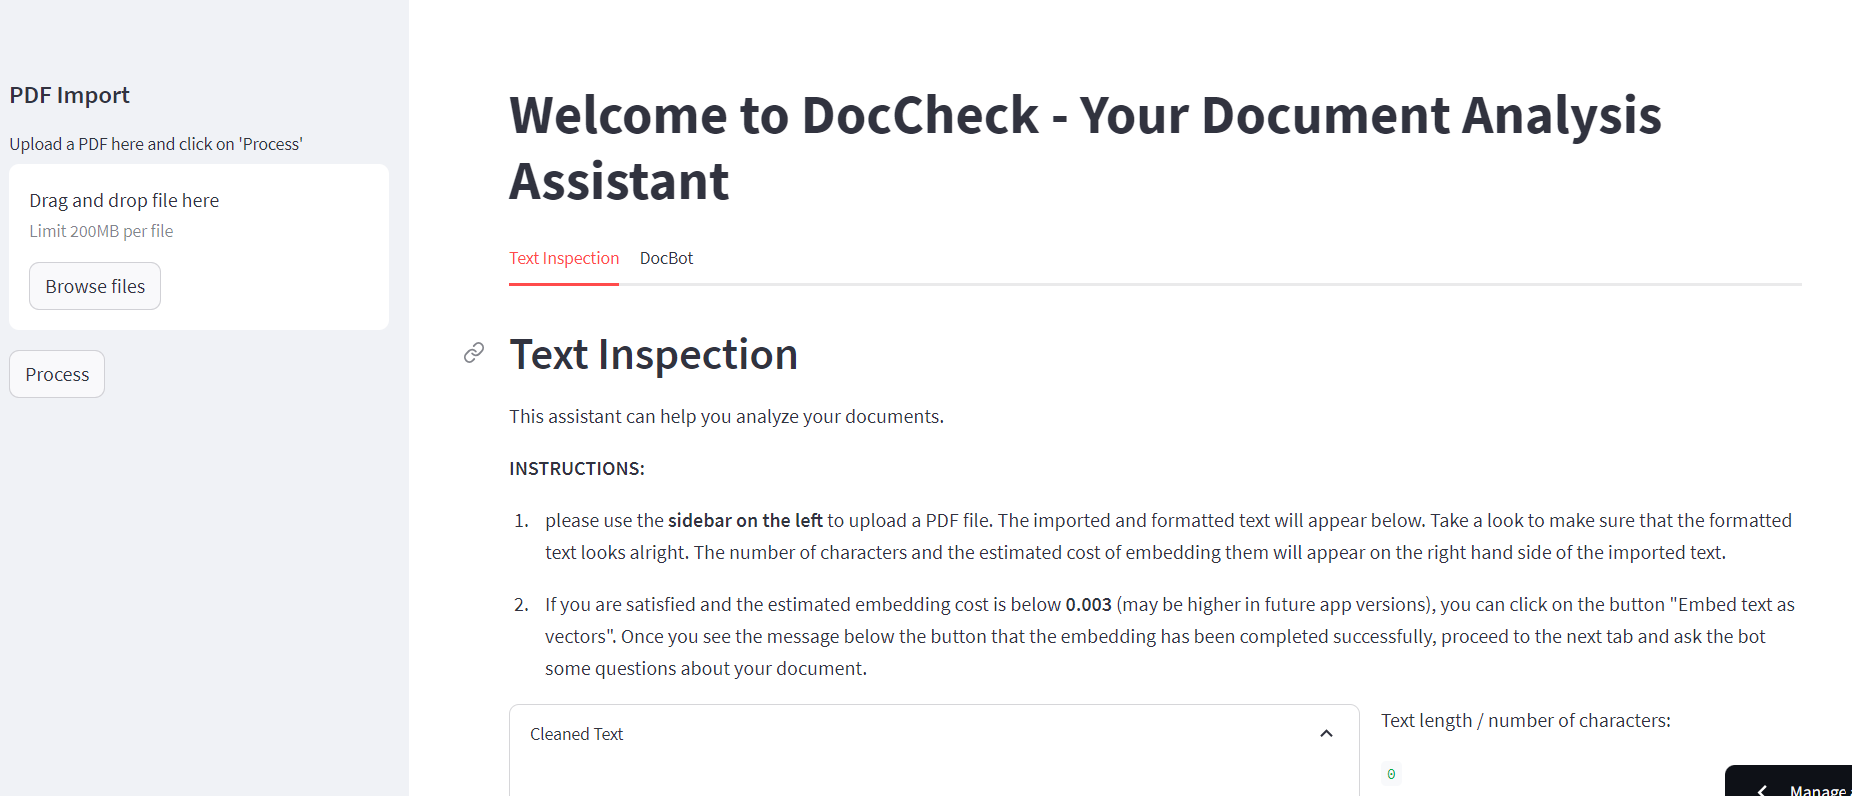 PDF Import
Upload a PDF here and click on 'Process'
Drag and drop file here
Limit 200MB per file
Browse files
Process
Welcome to DocCheck - Your Document Analysis
Assistant
Text Inspection
DocBot
Text Inspection
This assistant can help you analyze your documents.
INSTRUCTIONS:
1. please use the sidebar on the left to upload a PDF file. The imported and formatted text will appear below. Take a look to make sure that the formatted
text looks alright. The number of characters and the estimated cost of embedding them will appear on the right hand side of the imported text.
2. If you are satisfied and the estimated embedding cost is below 0.003 (may be higher in future app versions), you can click on the button "Embed text as
vectors". Once you see the message below the button that the embedding has been completed successfully, proceed to the next tab and ask the bot
some questions about your document.
Cleaned Text
Text length / number of characters:
0
Manage